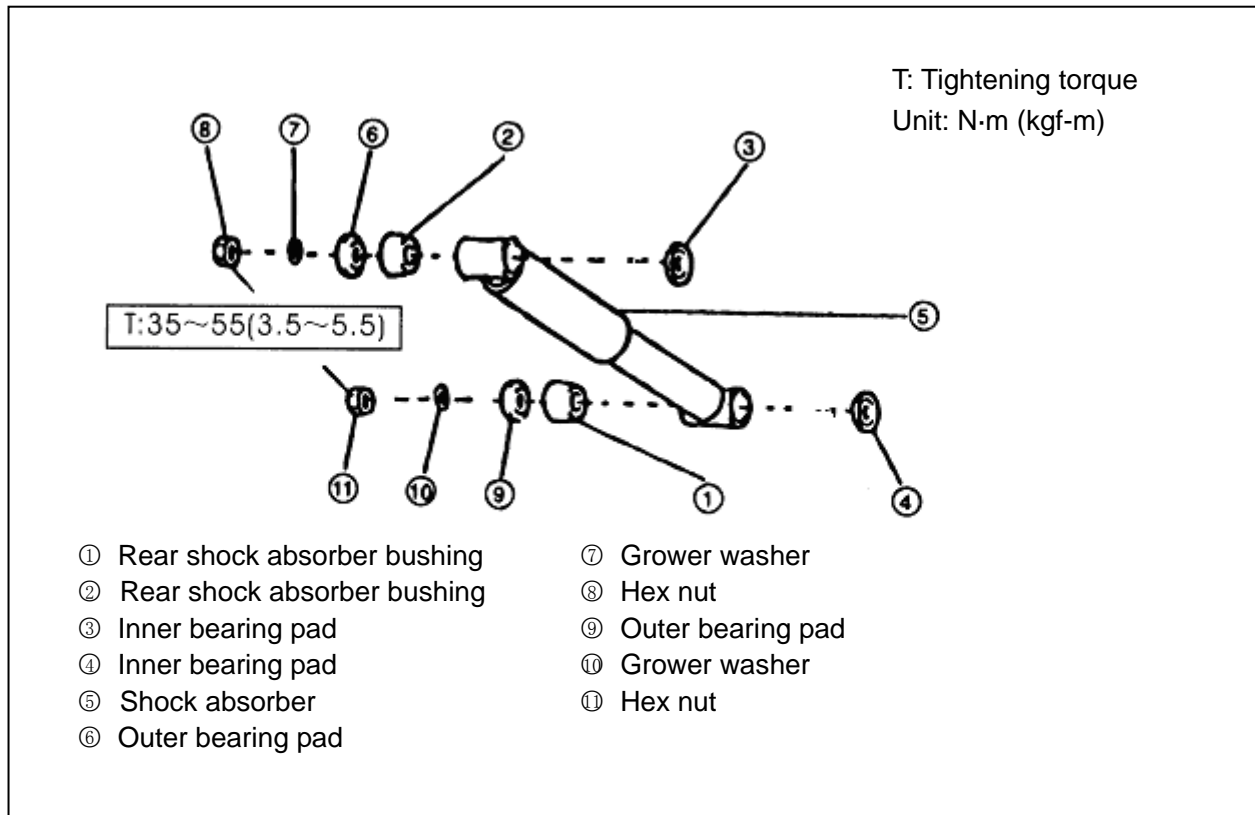 T: Tightening torque
Unit: N·m (kgf-m)
⑧ ⑦ ⑥ ② ③
T:35～55(3.5～5.5)
⑤
⑪ ⑩ ⑨ ① ④
① Rear shock absorber bushing
② Rear shock absorber bushing
③ Inner bearing pad
④ Inner bearing pad
⑤ Shock absorber
⑥ Outer bearing pad
⑦ Grower washer
⑧ Hex nut
⑨ Outer bearing pad
⑩ Grower washer
⑪ Hex nut